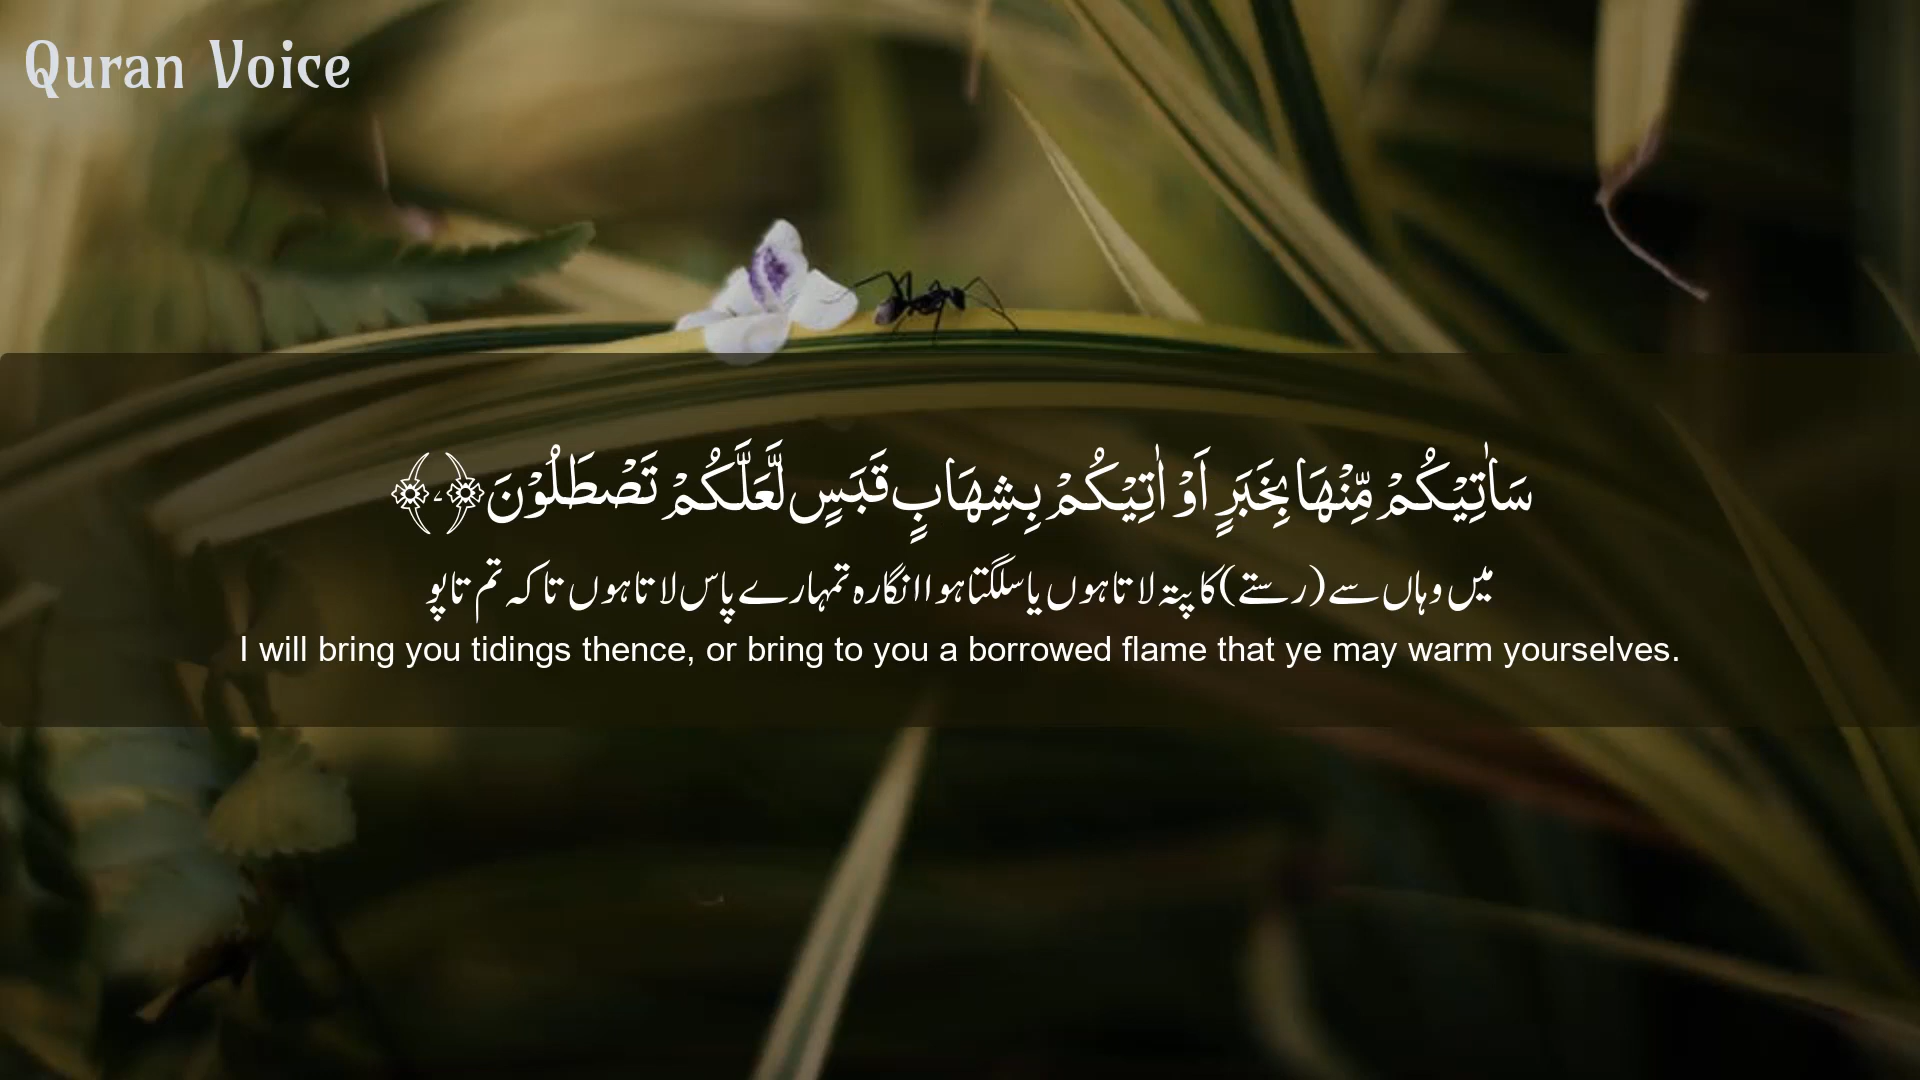 Quran Voice
سَاٰتِيْكُمْ مِّنْهَا بِخَبَرٍ اَوْ اٰتِيْكُمْ بِشِهَابٍ قَبَسٍ لَّعَلَّكُمْ تَصْطَلُوْنَ ﴿،﴾
میں وہاں سے (رستے) کا پتہ لاتا ہوں یا سلگتا ہوا انگارہ تمہارے پاس لاتا ہوں تاکہ تم تاپو
I will bring you tidings thence, or bring to you a borrowed flame that ye may warm yourselves.